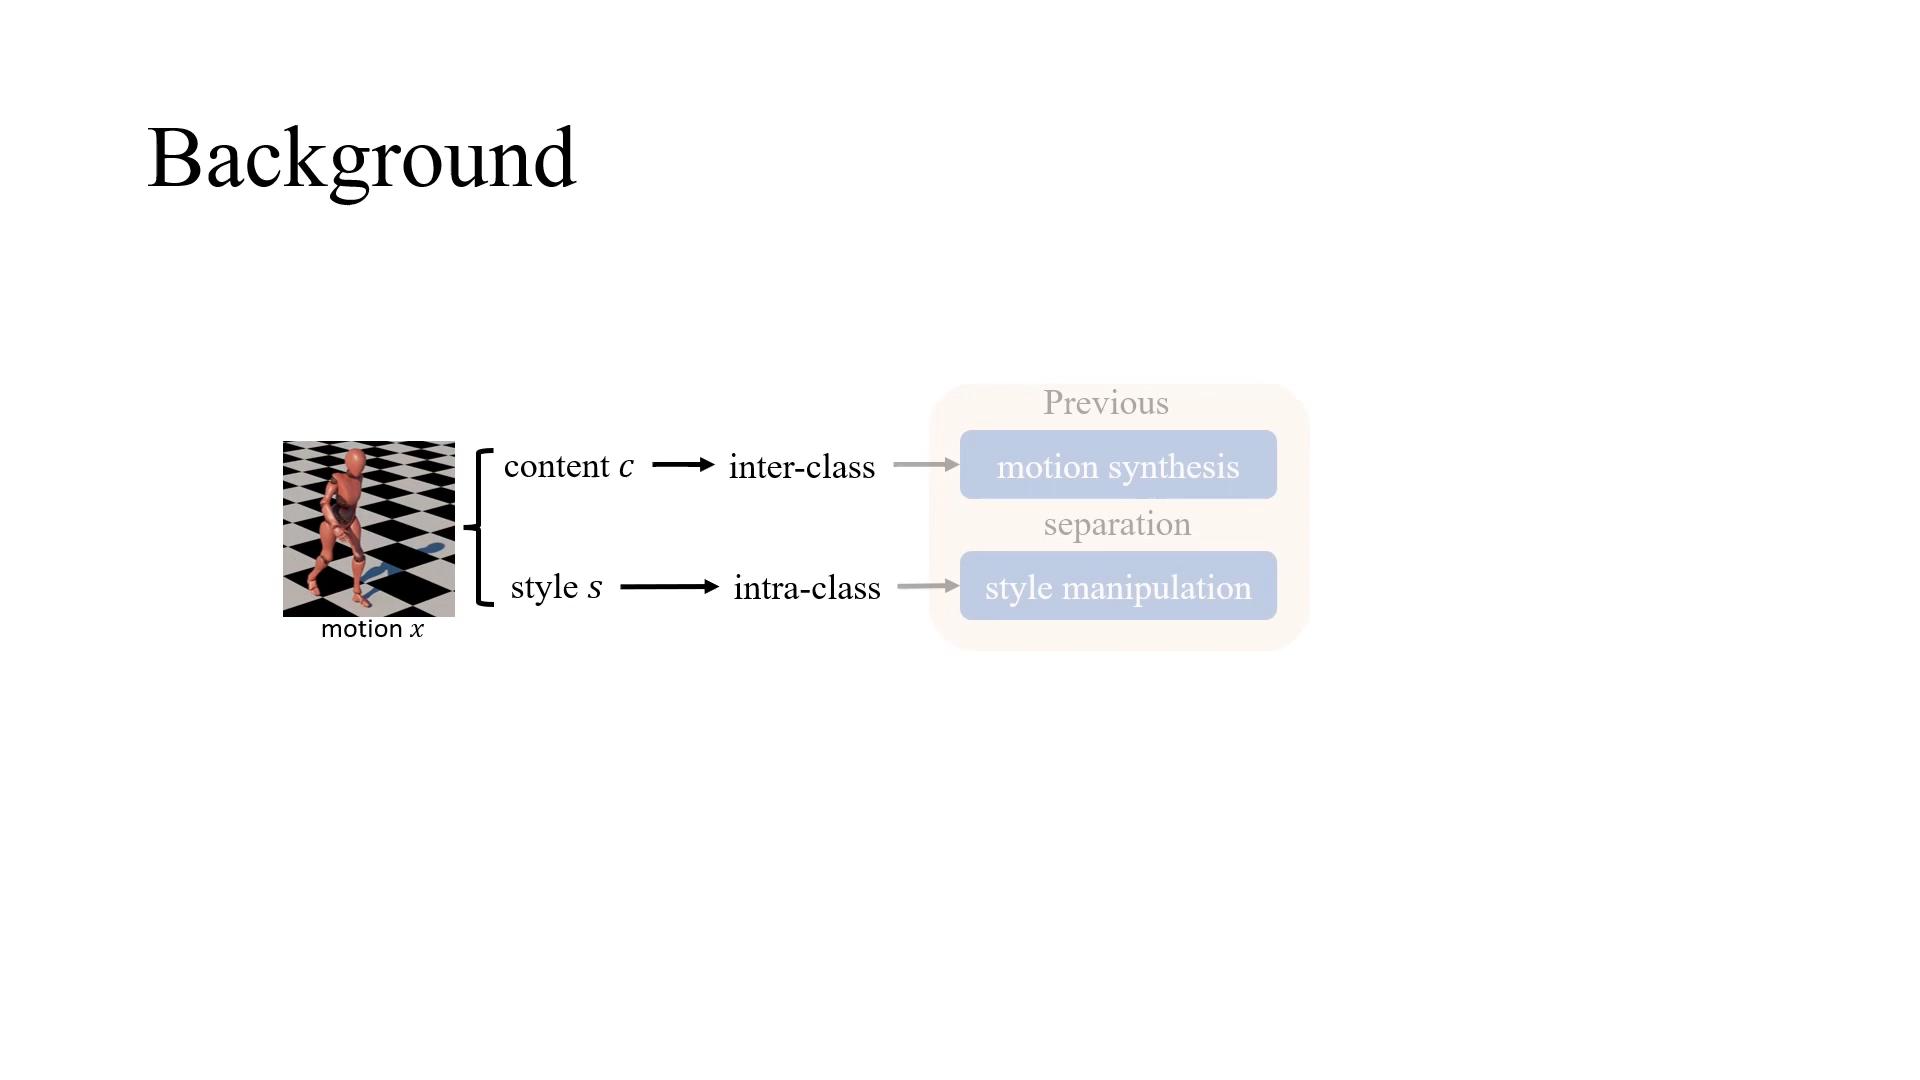 Background
Previous
content c
inter-class
motion synthesis
separation
style s
intra-class
style manipulation
motion x